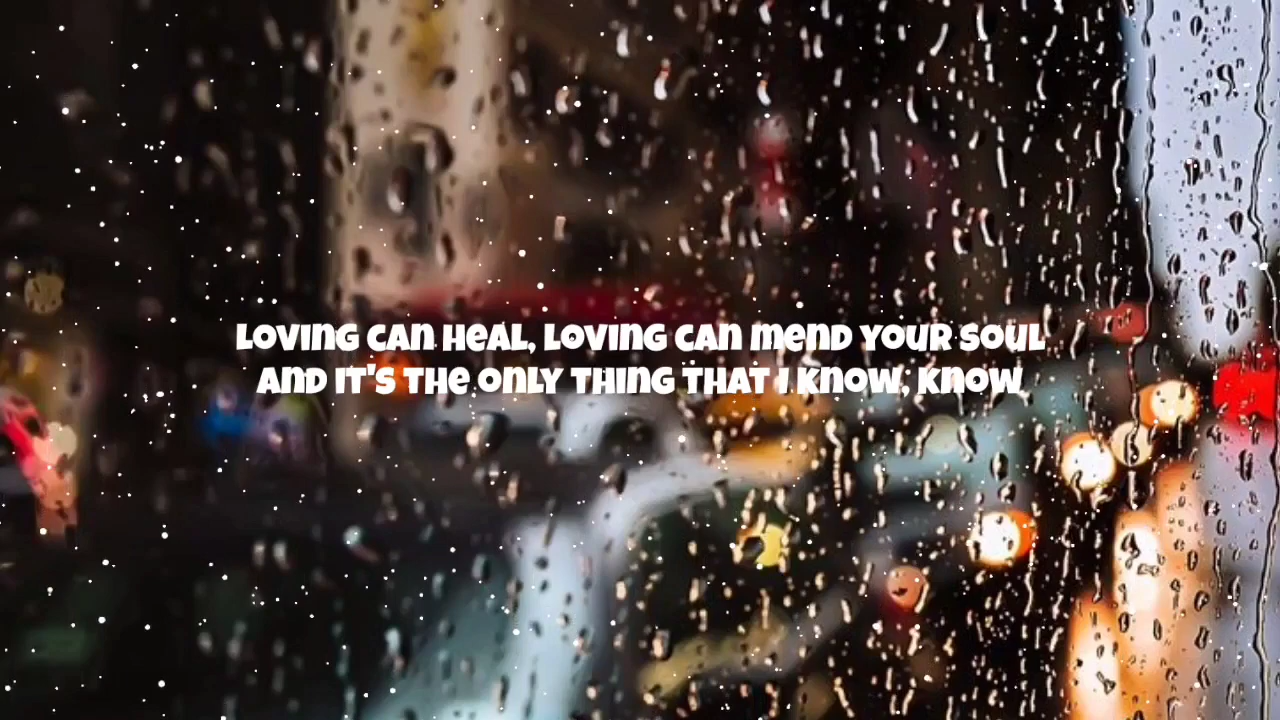 Loving can heal, loving can mend your soul
And it's the only thing that I know, know